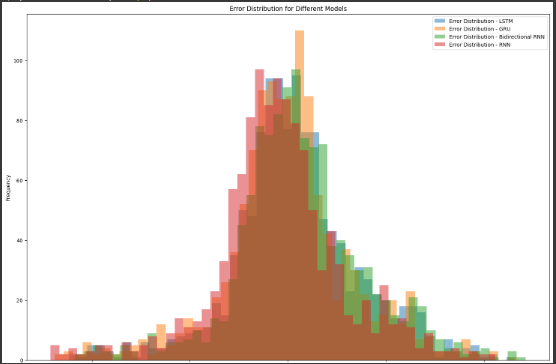 Error Distribution for Different Models
Error Distribution - LSTM
Error Distribution - GRU
Error Distribution - Bidirectional RNN
Error Distribution - RNN
Frequency
100
80
60
40
20
0